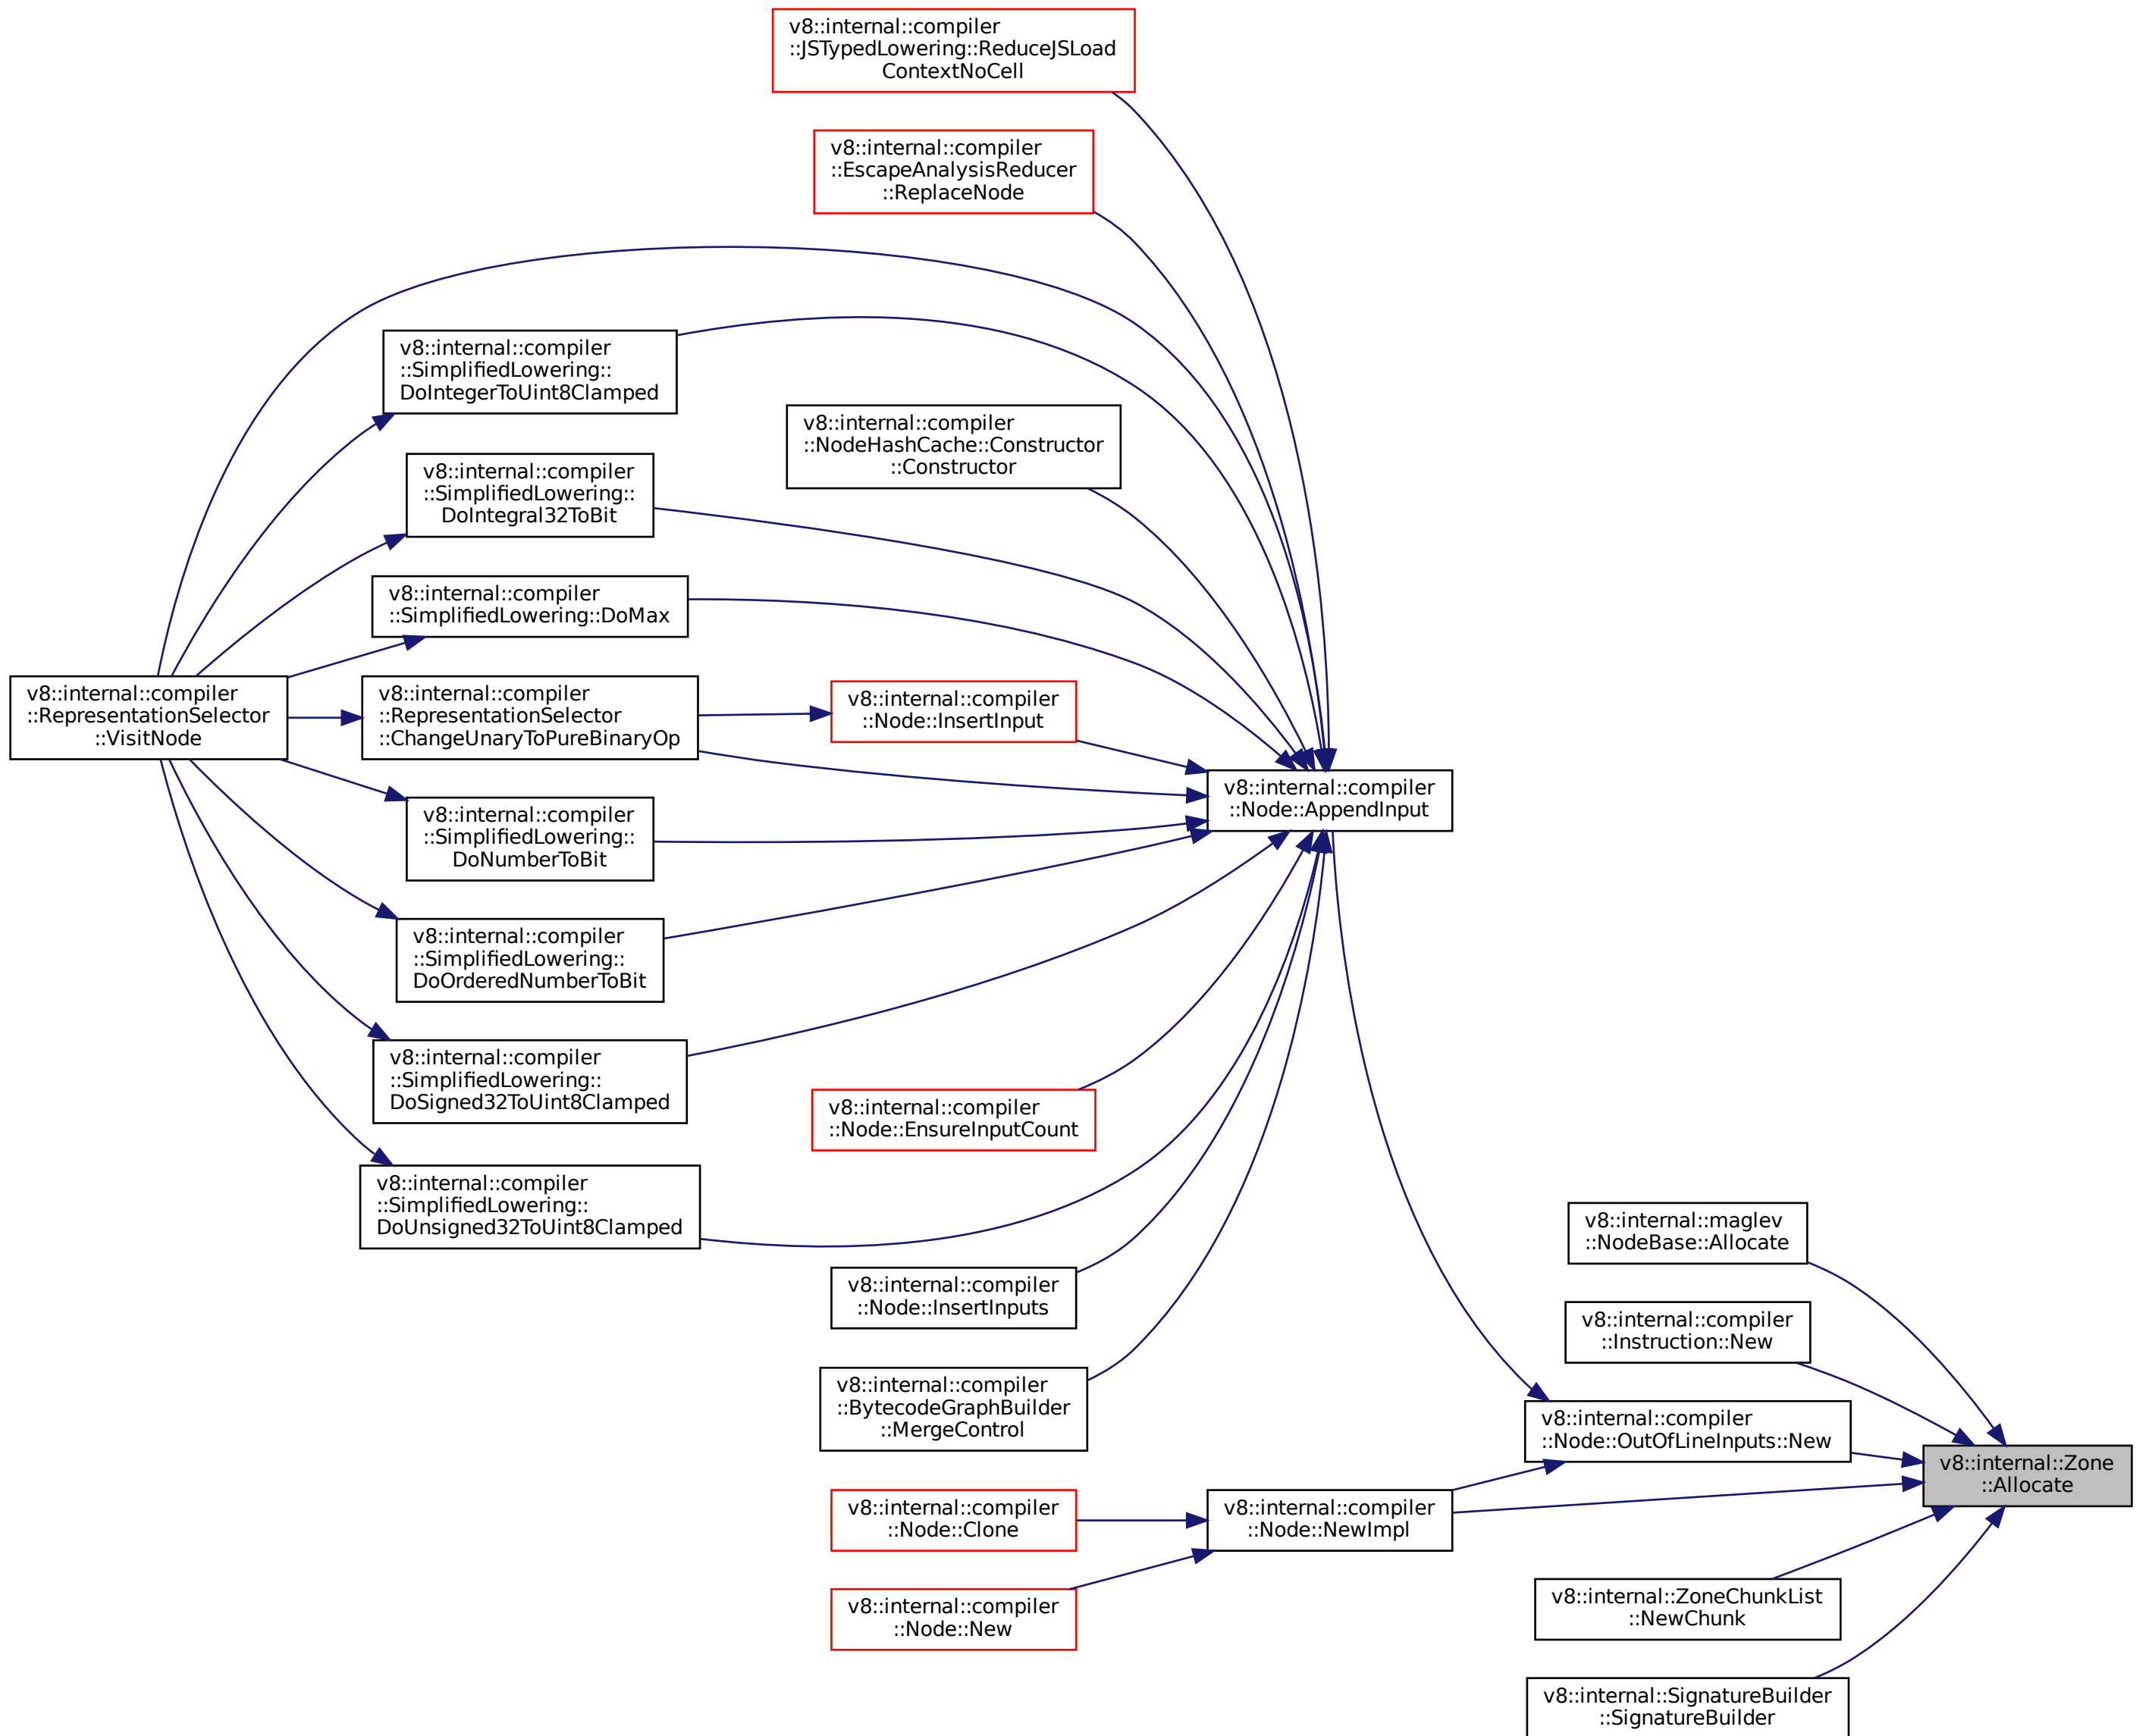 v8::internal::compiler
::JSTypedLowering::ReduceJSLoad
ContextNoCell
v8::internal::compiler
::EscapeAnalysisReducer
::ReplaceNode
v8::internal::compiler
::SimplifiedLowering::
DoIntegerToUint8Clamped
v8::internal::compiler
::NodeHashCache::Constructor
::Constructor
v8::internal::compiler
::SimplifiedLowering::
DoIntegral32ToBit
v8::internal::compiler
::SimplifiedLowering::DoMax
v8::internal::compiler
::RepresentationSelector
::VisitNode
v8::internal::compiler
::RepresentationSelector
::ChangeUnaryToPureBinaryOp
v8::internal::compiler
::Node::InsertInput
v8::internal::compiler
::Node::AppendInput
v8::internal::compiler
::SimplifiedLowering::
DoNumberToBit
v8::internal::compiler
::SimplifiedLowering::
DoOrderedNumberToBit
v8::internal::compiler
::SimplifiedLowering::
DoSigned32ToUint8Clamped
v8::internal::compiler
::Node::EnsureInputCount
v8::internal::compiler
::SimplifiedLowering::
DoUnsigned32ToUint8Clamped
v8::internal::maglev
::NodeBase::Allocate
v8::internal::compiler
::Node::InsertInputs
v8::internal::compiler
::Instruction::New
v8::internal::compiler
::BytecodeGraphBuilder
::MergeControl
v8::internal::compiler
::Node::OutOfLineInputs::New
v8::internal::Zone
::Allocate
v8::internal::compiler
::Node::Clone
v8::internal::compiler
::Node::NewImpl
v8::internal::compiler
::Node::New
v8::internal::ZoneChunkList
::NewChunk
v8::internal::SignatureBuilder
::SignatureBuilder